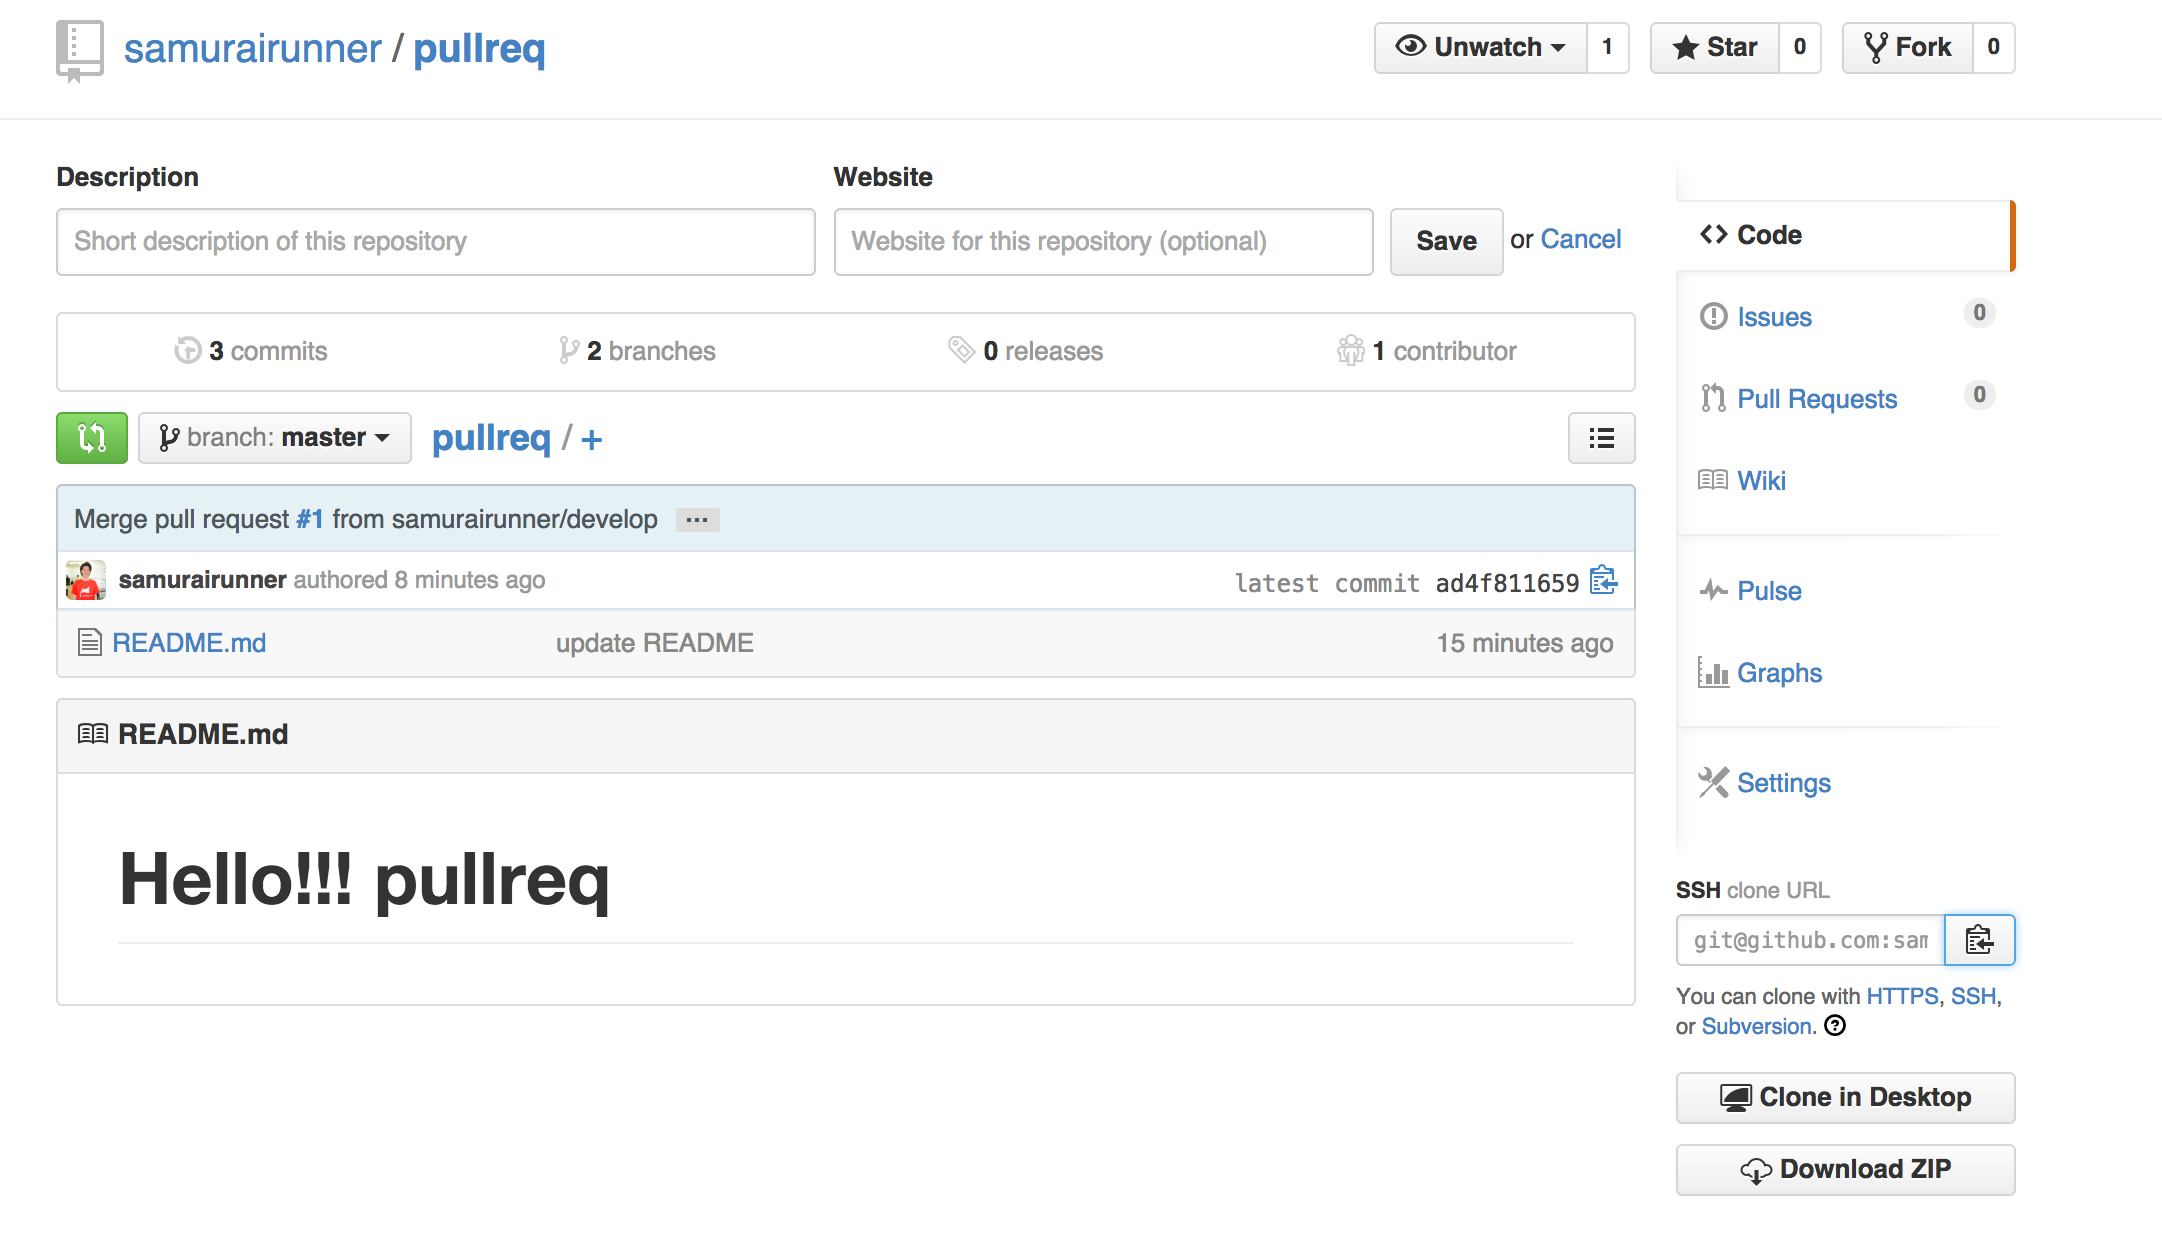 samurairunner / pullreq
Unwatch 1
Star 0
Fork 0
Description
Website
Short description of this repository
Website for this repository (optional)
Save or Cancel
3 commits
2 branches
0 releases
1 contributor
branch: master
pullreq / +
Merge pull request #1 from samurairunner/develop ...
samurairunner authored 8 minutes ago
latest commit ad4f811659
README.md
update README
15 minutes ago
README.md
Hello!!! pullreq
Code
Issues 0
Pull Requests 0
Wiki
Pulse
Graphs
Settings
SSH clone URL
git@github.com:sam
You can clone with HTTPS, SSH,
or Subversion.
Clone in Desktop
Download ZIP